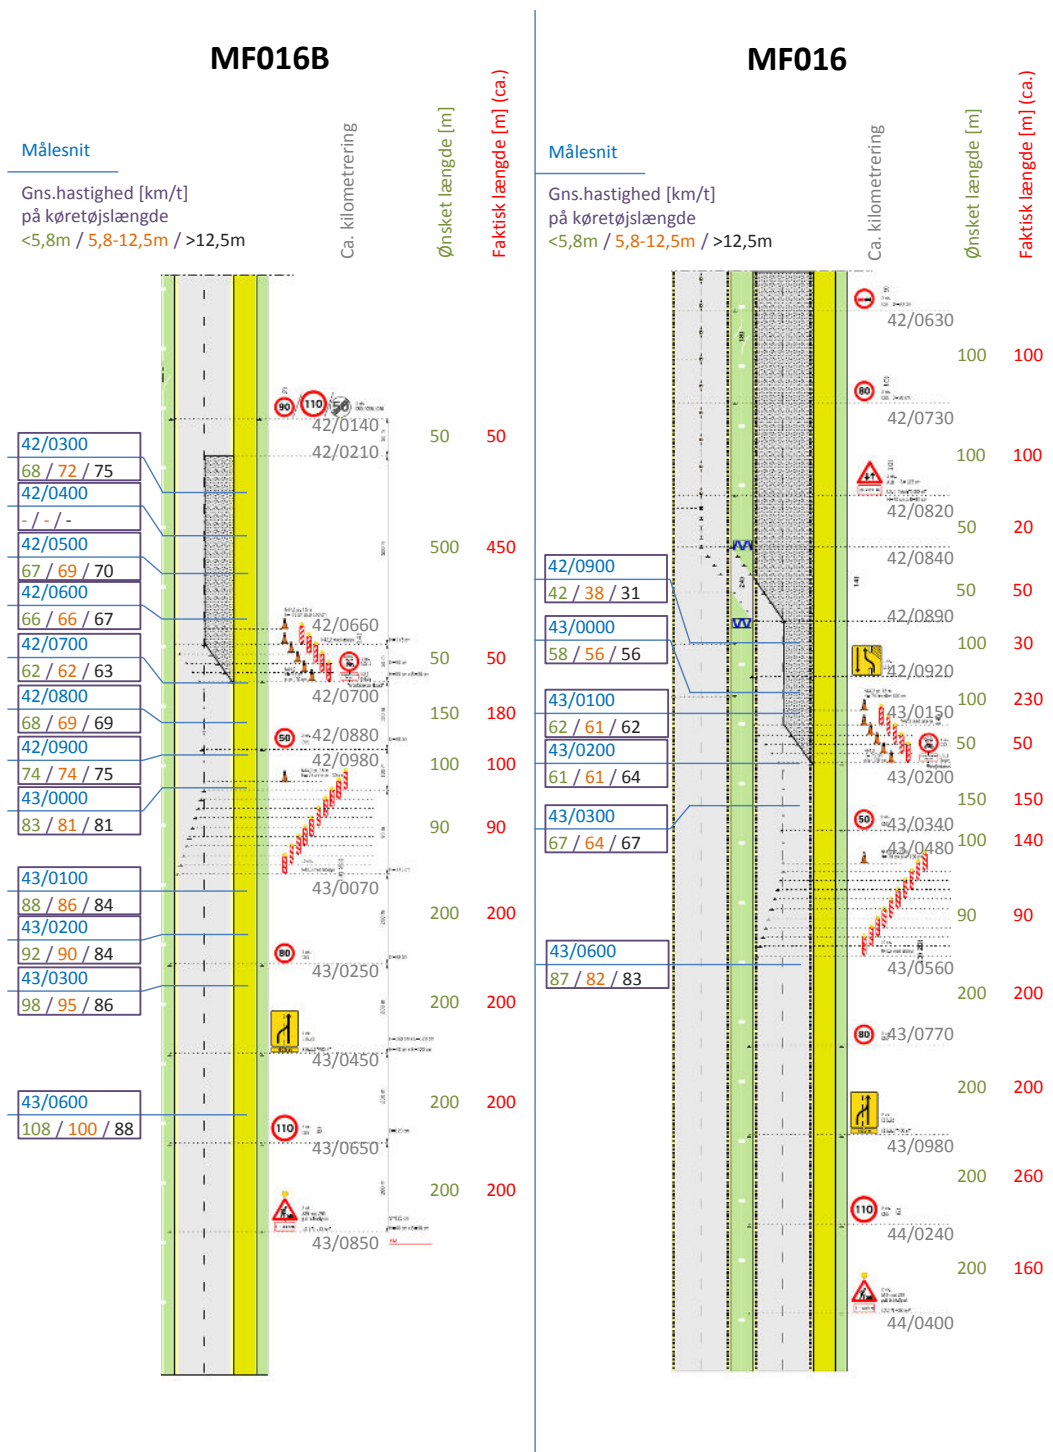 MF016B
Målesnit
Gns.hastighed [km/t]
på køretøjslængde
<5,8m / 5,8-12,5m / >12,5m
Ca. kilometrering
Ønsket længde [m]
Faktisk længde [m] (ca.)
90 110 50
42/0140
50 50
42/0210
42/0300
68 / 72 / 75
42/0400
- / - / -
42/0500
67 / 69 / 70
500 450
42/0600
66 / 66 / 67
42/0660
42/0700
62 / 62 / 63
50 50
42/0700
42/0800
68 / 69 / 69
150 180
50
42/0880
42/0900
74 / 74 / 75
42/0980
100 100
43/0000
83 / 81 / 81
90 90
43/0070
43/0100
88 / 86 / 84
43/0200
92 / 90 / 84
200 200
80
43/0250
43/0300
98 / 95 / 86
200 200
43/0450
43/0600
108 / 100 / 88
200 200
110
43/0650
200 200
43/0850
MF016
Målesnit
Gns.hastighed [km/t]
på køretøjslængde
<5,8m / 5,8-12,5m / >12,5m
Ca. kilometrering
Ønsket længde [m]
Faktisk længde [m] (ca.)
42/0630
100 100
80
42/0730
100 100
42/0820
50 20
42/0840
42/0900
42 / 38 / 31
50 50
42/0890
43/0000
58 / 56 / 56
100 30
42/0920
43/0100
62 / 61 / 62
100 230
43/0150
43/0200
61 / 61 / 64
50 50
43/0200
43/0300
67 / 64 / 67
150 150
50
43/0340
100 140
43/0480
90 90
43/0600
87 / 82 / 83
43/0560
200 200
80
43/0770
200 200
43/0980
200 260
110
44/0240
200 160
44/0400